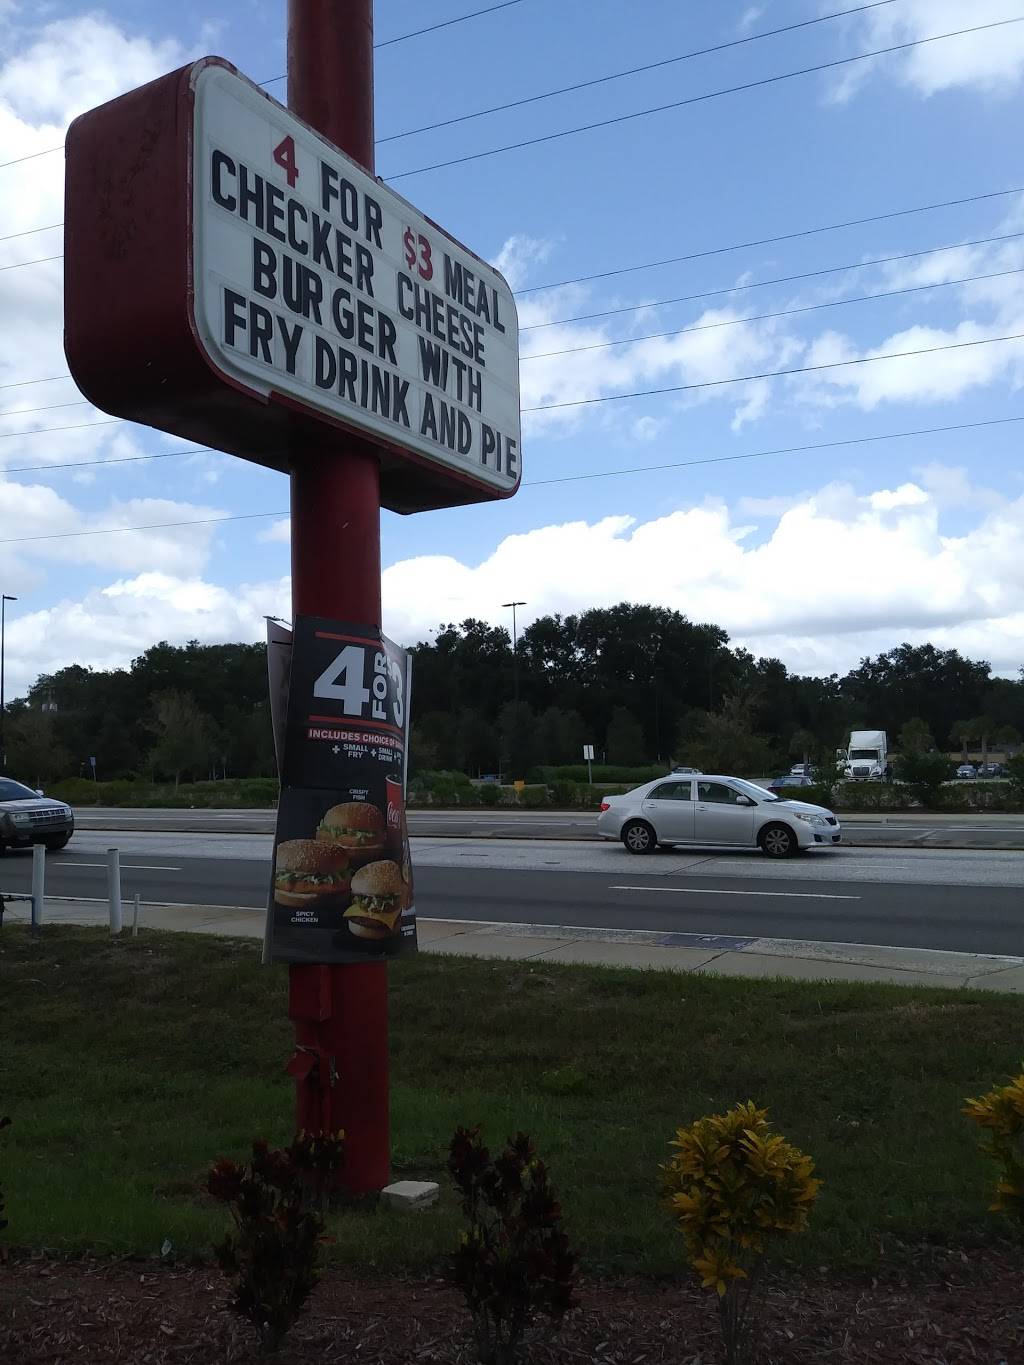 4 FOR $3 MEAL
CHECKER CHEESE
BURGER WITH
FRY DRINK AND PIE
4 FOR $3
INCLUDES CHOICE OF
+ SMALL FRY + SMALL DRINK +
CRISPY FISH
SPICY CHICKEN